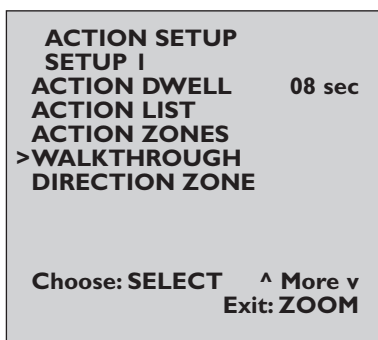 ACTION SETUP
SETUP 1
ACTION DWELL 08 sec
ACTION LIST
ACTION ZONES
>WALKTHROUGH
DIRECTION ZONE
Choose: SELECT ^ More v
Exit: ZOOM